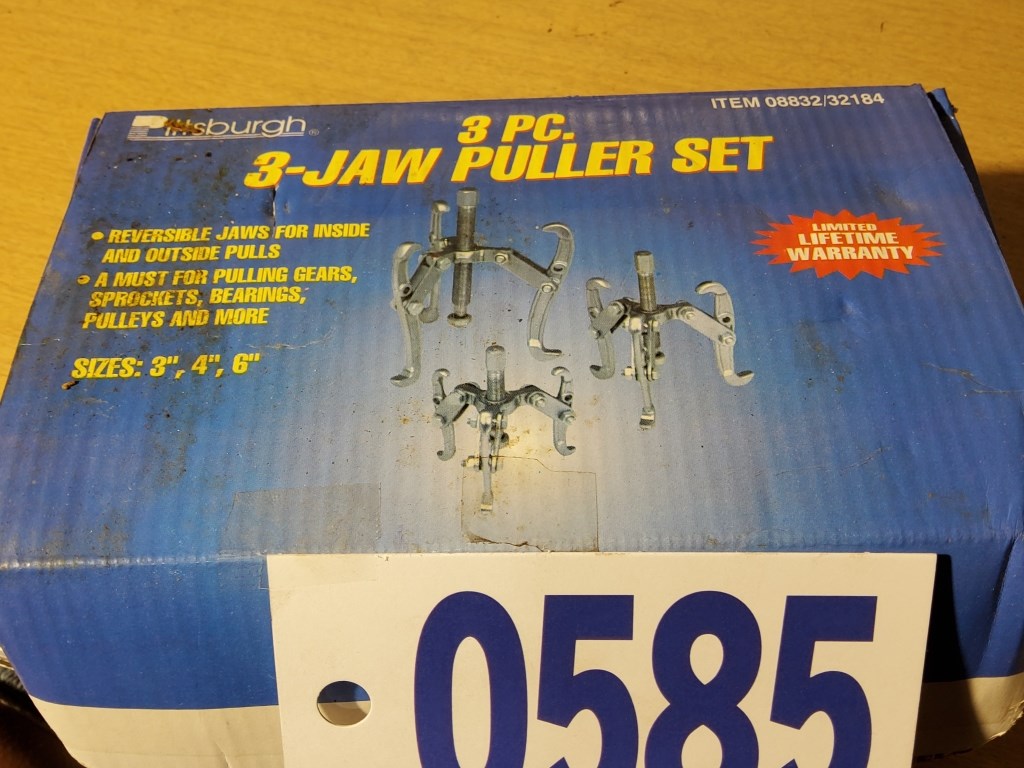 Pittsburgh®
ITEM 08832/32184
3 PC.
3-JAW PULLER SET
• REVERSIBLE JAWS FOR INSIDE
AND OUTSIDE PULLS
• A MUST FOR PULLING GEARS,
SPROCKETS, BEARINGS,
PULLEYS AND MORE
SIZES: 3", 4", 6"
LIMITED
LIFETIME
WARRANTY
0585